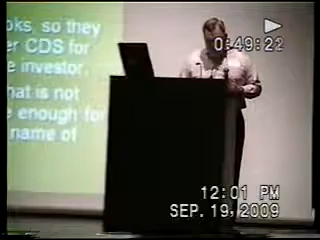 oks, so they
er CDS for
e investor.
hat is not
e enough for
name of
0:49:22
12:01 PM
SEP. 19, 2009